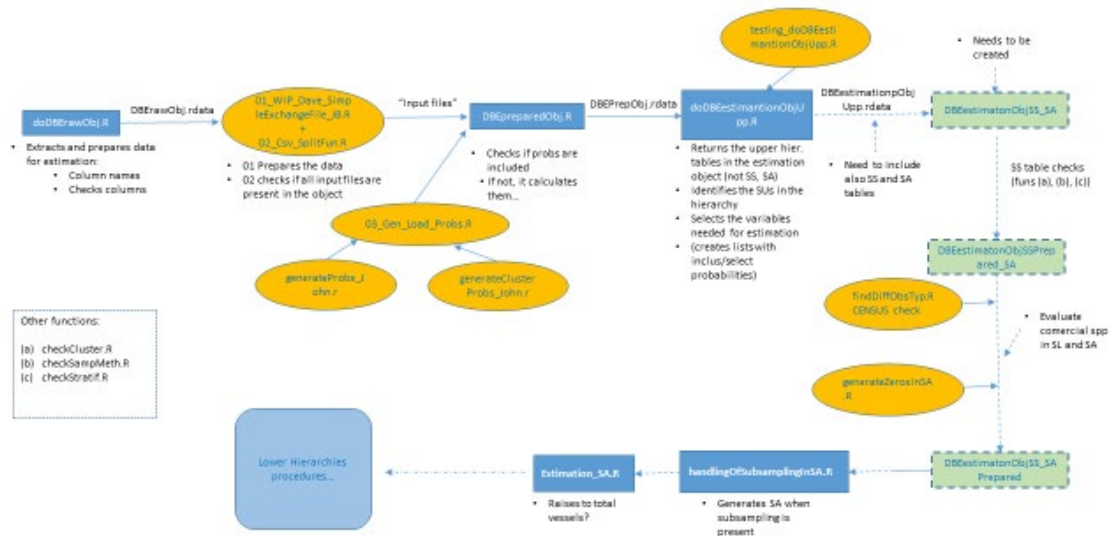 testing_doDBEesti
mantionObjUpp.R
• Needs to be
created
doDBErawObj.R
DBErawObj.rdata
01_WIP_Dave_Simp
leExchangeFile_JB.R
+
02_Csv_SplitFun.R
"Input files"
DBEpreparedObj.R
DBEPrepObj.rdata
doDBEestimantionObjU
pp.R
DBEestimationpObj
Upp.rdata
DBEestimatonObjSS_SA
• Extracts and prepares data
for estimation:
• Column names
• Checks columns
• 01 Prepares the data
• 02 checks if all input files are
present in the object
• Checks if probs are
included
• If not, it calculates
them...
• Returns the upper hier.
tables in the estimation
object (not SS, SA)
• Identifies the SUs in the
hierarchy
• Selects the variables
needed for estimation
• (creates lists with
inclus/select
probabilities)
• Need to include
also SS and SA
tables
SS table checks
(funs (a), (b), (c))
03_Gen_Load_Probs.R
generateProbs_J
ohn.r
generateCluster
Probs_John.r
DBEestimatonObjSSPrep
ared_SA
findDiffObsTyp.R
CENSUS check
• Evaluate
comercial spp
in SL and SA
Other functions:
(a) checkCluster.R
(b) checkSampMeth.R
(c) checkStratif.R
generateZerosInSA
.R
Lower Hierarchies
procedures...
Estimation_SA.R
handlingOfSubsamplingInSA.R
DBEestimatonObjSS_SA
Prepared
• Raises to total
vessels?
• Generates SA when
subsampling is
present